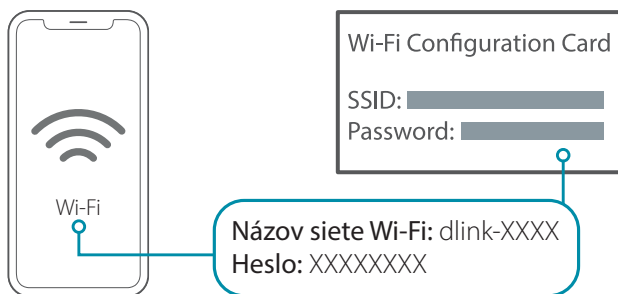 Wi-Fi Configuration Card
SSID:
Password:
Wi-Fi
Názov siete Wi-Fi: dlink-XXXX
Heslo: XXXXXXXX